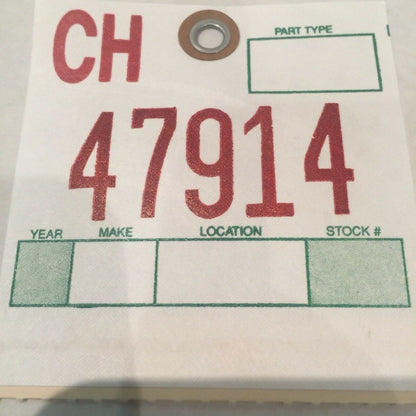 CH
PART TYPE
47914
YEAR MAKE LOCATION STOCK #